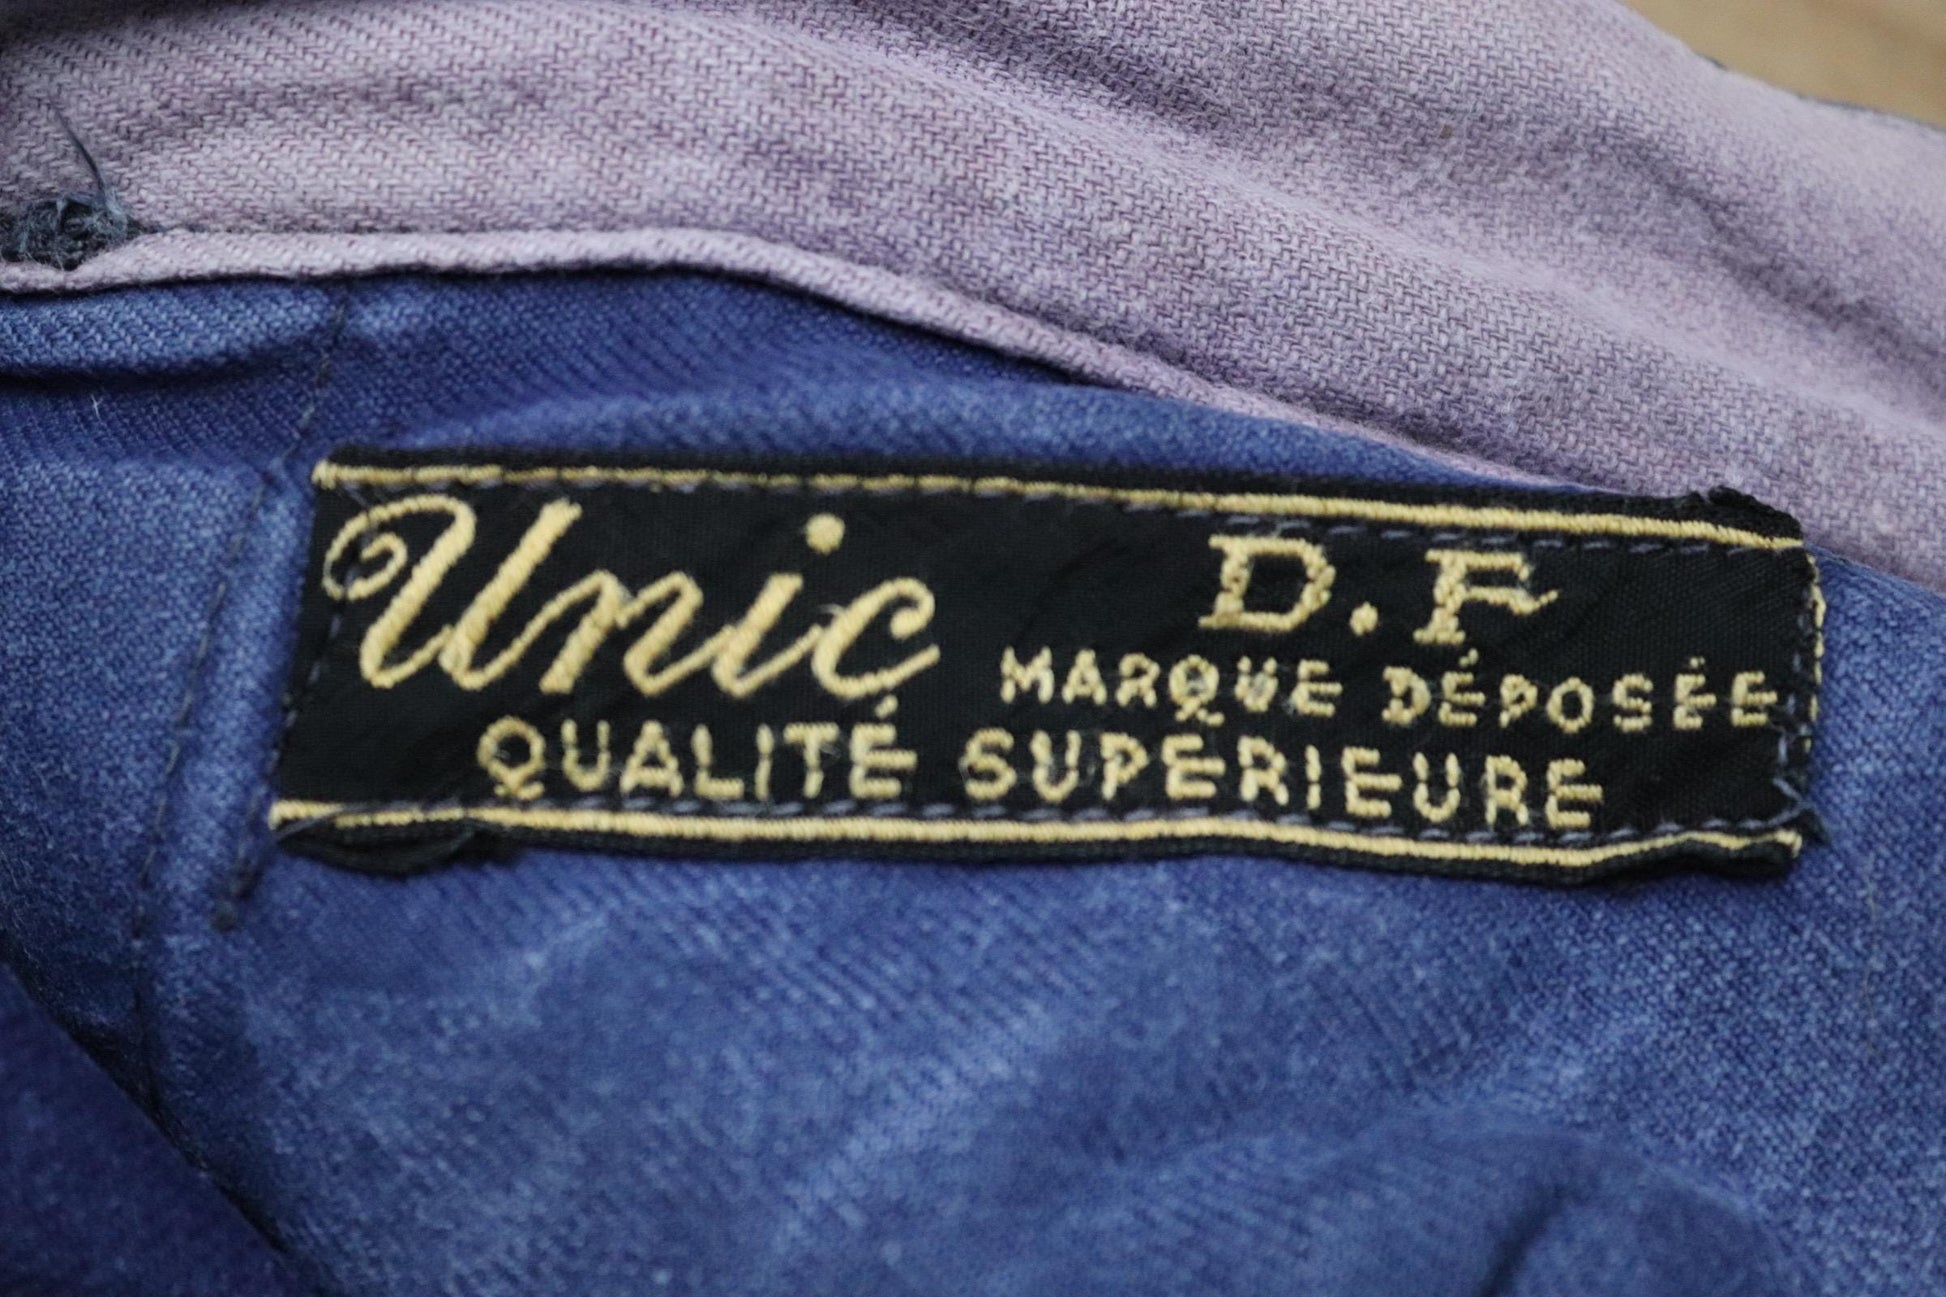 Unic D.F
MARQUE DÉPOSÉE
QUALITÉ SUPERIEURE